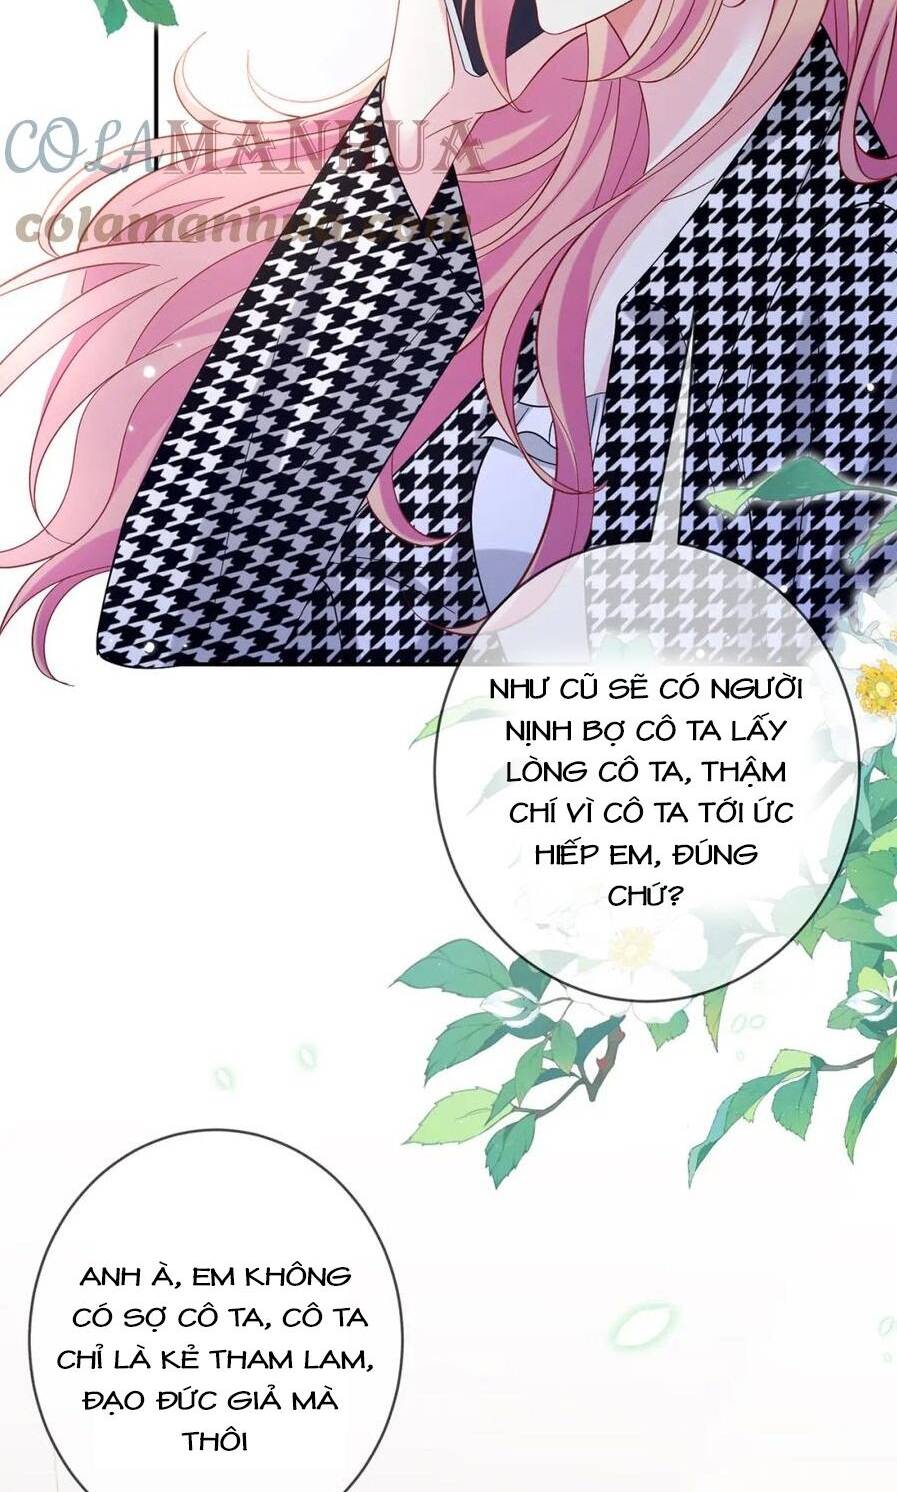 COLAMANHUA
colamanhua.com
NHƯ CŨ SẼ CÓ NGƯỜI
NỊNH BỢ CÔ TA LẤY
LÒNG CÔ TA, THẬM
CHÍ VÌ CÔ TA TỚI ỨC
HIẾP EM, ĐÚNG
CHỨ?
ANH À, EM KHÔNG
CÓ SỢ CÔ TA, CÔ TA
CHỈ LÀ KẺ THAM LAM,
ĐẠO ĐỨC GIẢ MÀ
THÔI